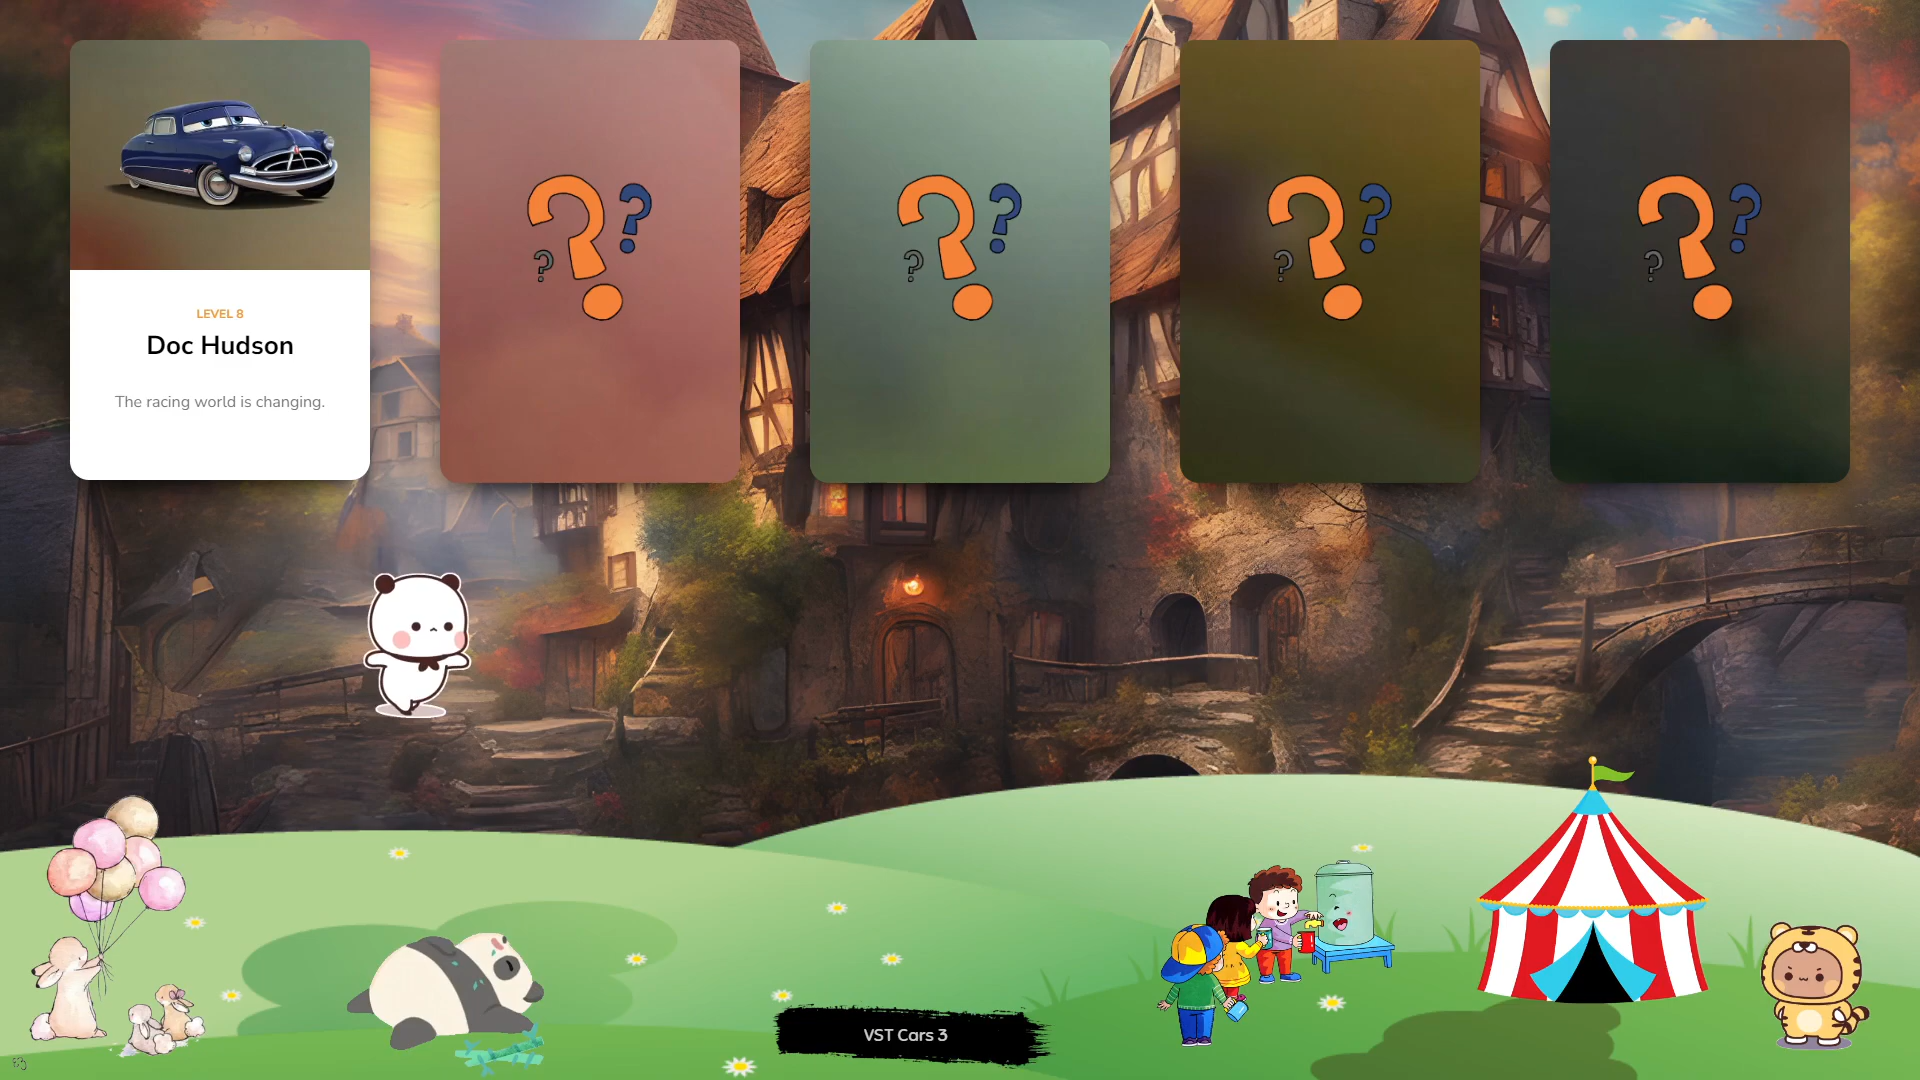 LEVEL 8
Doc Hudson
The racing world is changing.
? ? ?
? ? ?
? ? ?
? ? ?
VST Cars 3